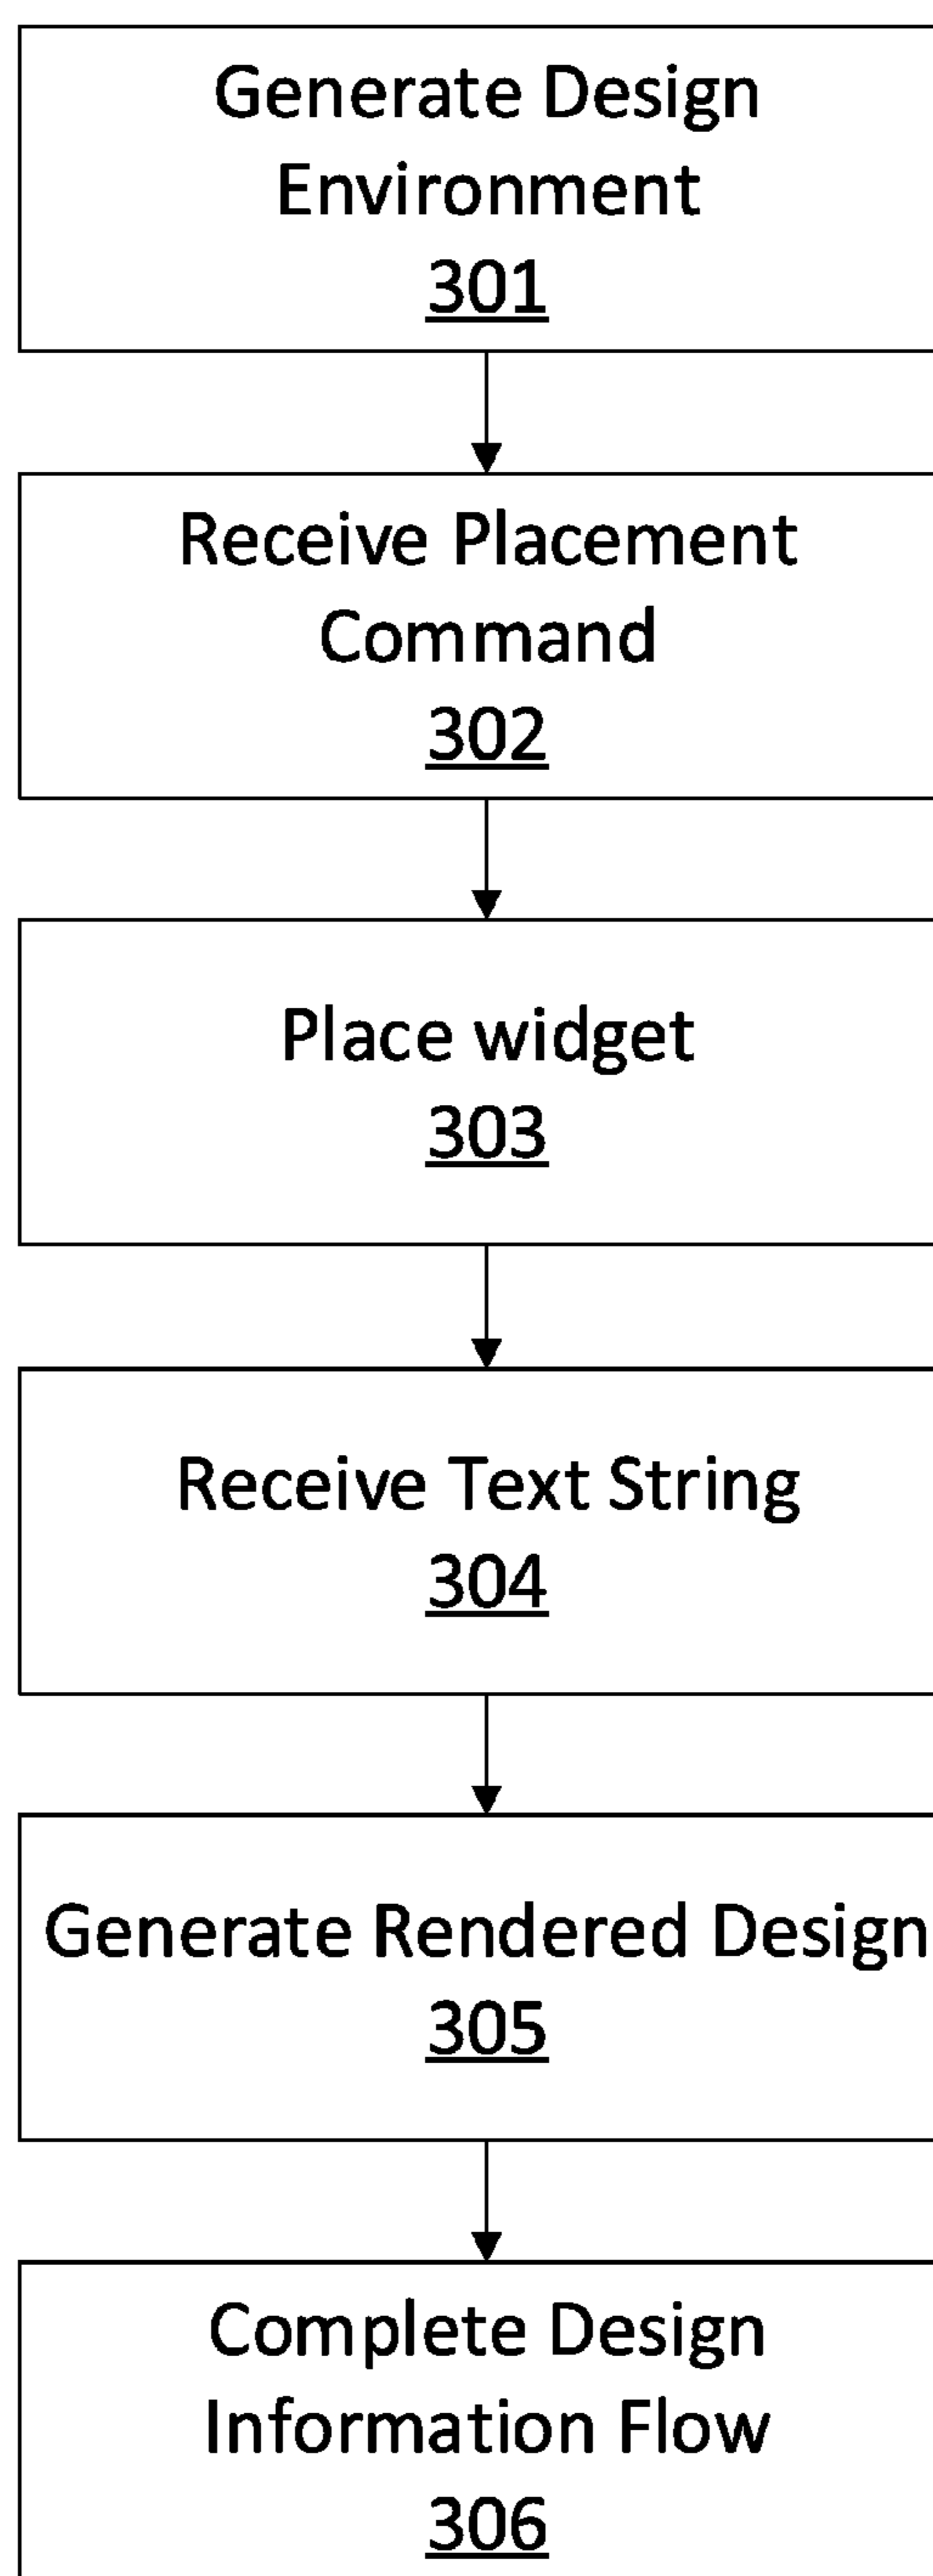 Generate Design
Environment
301
Receive Placement
Command
302
Place widget
303
Receive Text String
304
Generate Rendered Design
305
Complete Design
Information Flow
306